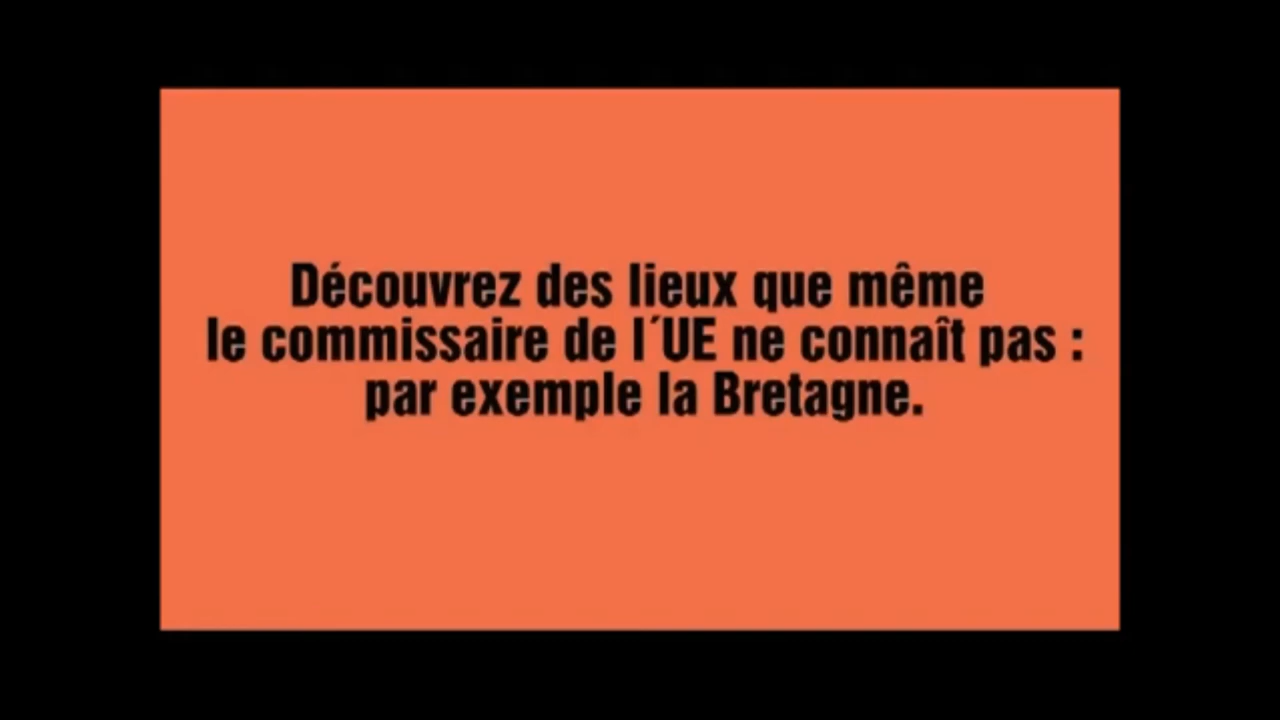 Découvrez des lieux que même
le commissaire de l´UE ne connaît pas :
par exemple la Bretagne.